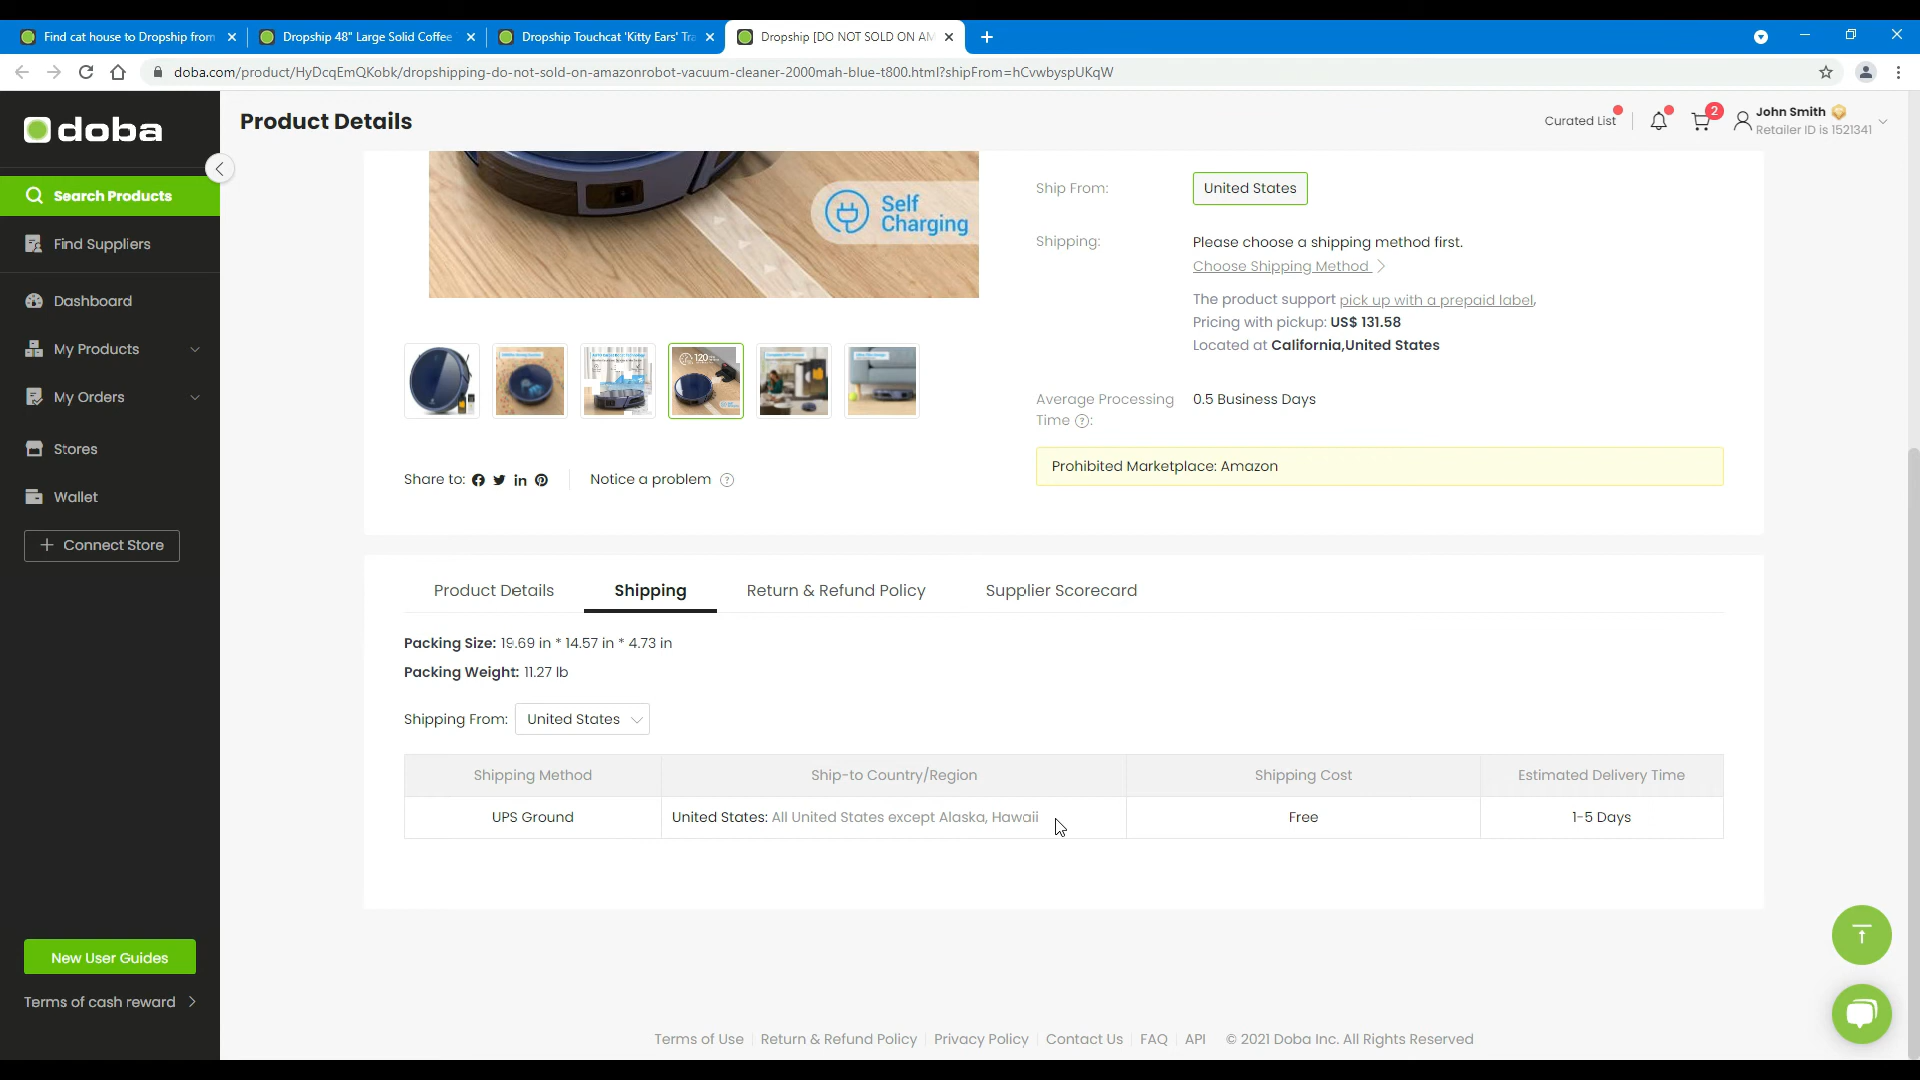 Find cat house to Dropship from
Dropship 48" Large Solid Coffee
Dropship Touchcat 'Kitty Ears' Tra
Dropship [DO NOT SOLD ON AM
doba.com/product/HyDcqEmQKobk/dropshipping-do-not-sold-on-amazonrobot-vacuum-cleaner-2000mah-blue-t800.html?shipFrom=hCvwbyspUKqW
doba
Product Details
Curated List
2
John Smith
Retailer ID is 1521341
Search Products
Find Suppliers
Dashboard
My Products
My Orders
Stores
Wallet
+ Connect Store
New User Guides
Terms of cash reward
Self
Charging
120
Share to:
Notice a problem
Ship From:
United States
Shipping:
Please choose a shipping method first.
Choose Shipping Method
The product support pick up with a prepaid label,
Pricing with pickup: US$ 131.58
Located at California,United States
Average Processing
Time ?:
0.5 Business Days
Prohibited Marketplace: Amazon
Product Details
Shipping
Return & Refund Policy
Supplier Scorecard
Packing Size: 19.69 in * 14.57 in * 4.73 in
Packing Weight: 11.27 lb
Shipping From: United States
Shipping Method
Ship-to Country/Region
Shipping Cost
Estimated Delivery Time
UPS Ground
United States: All United States except Alaska, Hawaii
Free
1-5 Days
Terms of Use
Return & Refund Policy
Privacy Policy
Contact Us
FAQ
API
© 2021 Doba Inc. All Rights Reserved